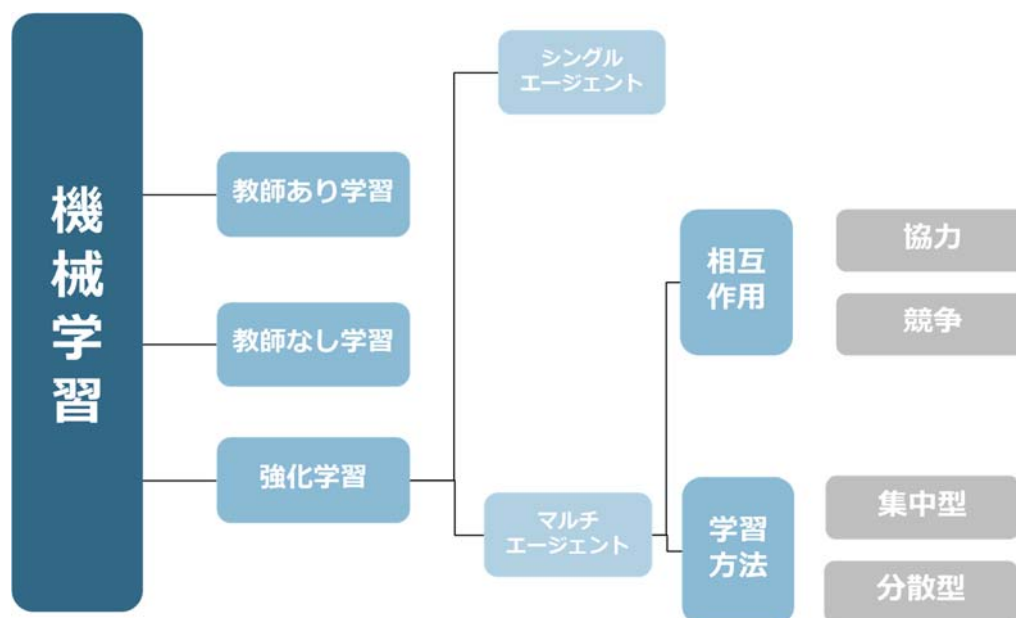 機械学習
教師あり学習
教師なし学習
強化学習
シングル
エージェント
マルチ
エージェント
相互
作用
協力
競争
学習
方法
集中型
分散型